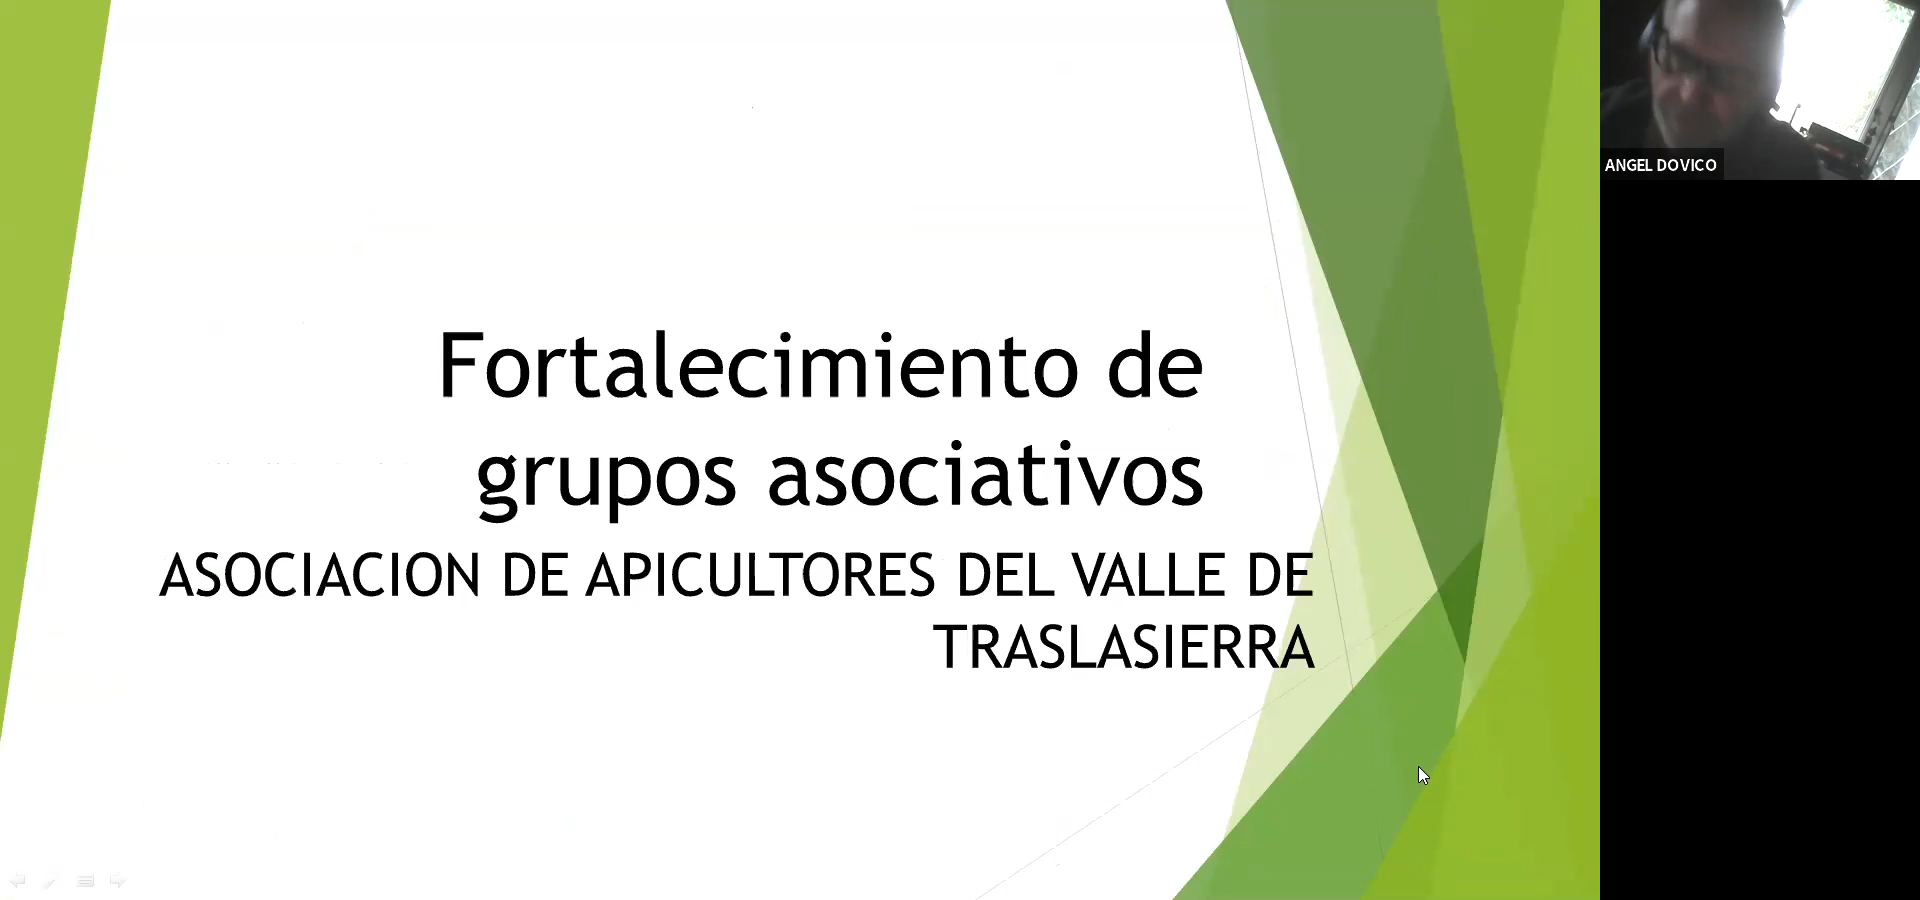 Fortalecimiento de
grupos asociativos
ASOCIACION DE APICULTORES DEL VALLE DE
TRASLASIERRA
ANGEL DOVICO